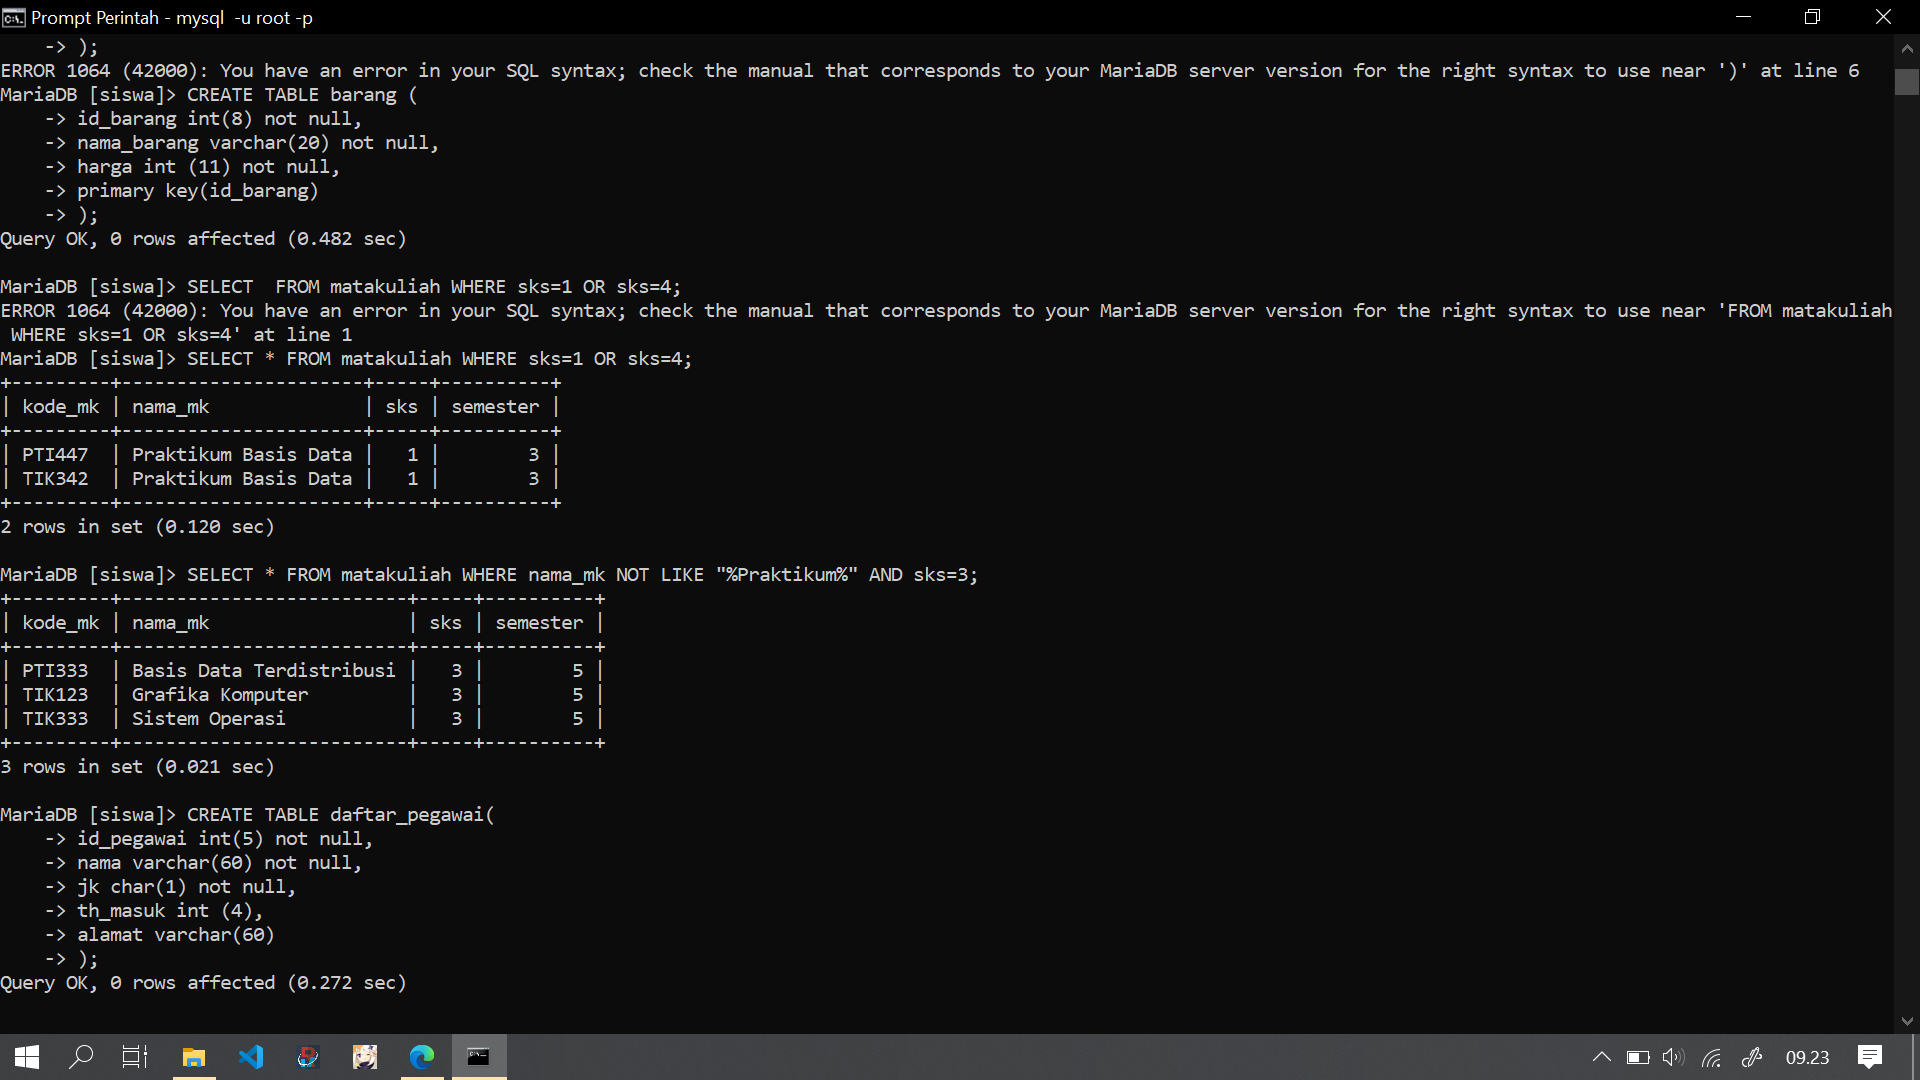 Prompt Perintah - mysql  -u root -p
    -> );
ERROR 1064 (42000): You have an error in your SQL syntax; check the manual that corresponds to your MariaDB server version for the right syntax to use near ')' at line 6
MariaDB [siswa]> CREATE TABLE barang (
    -> id_barang int(8) not null,
    -> nama_barang varchar(20) not null,
    -> harga int (11) not null,
    -> primary key(id_barang)
    -> );
Query OK, 0 rows affected (0.482 sec)

MariaDB [siswa]> SELECT  FROM matakuliah WHERE sks=1 OR sks=4;
ERROR 1064 (42000): You have an error in your SQL syntax; check the manual that corresponds to your MariaDB server version for the right syntax to use near 'FROM matakuliah
 WHERE sks=1 OR sks=4' at line 1
MariaDB [siswa]> SELECT * FROM matakuliah WHERE sks=1 OR sks=4;
+---------+----------------------+-----+----------+
| kode_mk | nama_mk              | sks | semester |
+---------+----------------------+-----+----------+
| PTI447  | Praktikum Basis Data |   1 |        3 |
| TIK342  | Praktikum Basis Data |   1 |        3 |
+---------+----------------------+-----+----------+
2 rows in set (0.120 sec)

MariaDB [siswa]> SELECT * FROM matakuliah WHERE nama_mk NOT LIKE "%Praktikum%" AND sks=3;
+---------+--------------------------+-----+----------+
| kode_mk | nama_mk                  | sks | semester |
+---------+--------------------------+-----+----------+
| PTI333  | Basis Data Terdistribusi |   3 |        5 |
| TIK123  | Grafika Komputer         |   3 |        5 |
| TIK333  | Sistem Operasi           |   3 |        5 |
+---------+--------------------------+-----+----------+
3 rows in set (0.021 sec)

MariaDB [siswa]> CREATE TABLE daftar_pegawai(
    -> id_pegawai int(5) not null,
    -> nama varchar(60) not null,
    -> jk char(1) not null,
    -> th_masuk int (4),
    -> alamat varchar(60)
    -> );
Query OK, 0 rows affected (0.272 sec)
09.23